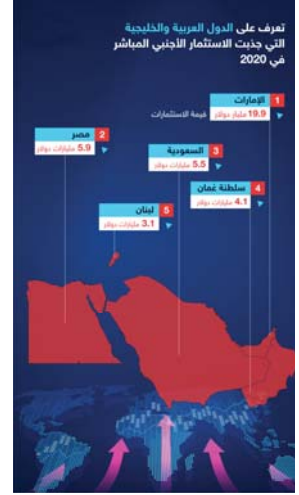 تعرف على الدول العربية والخليجية
التي جذبت الاستثمار الأجنبي المباشر
في 2020
1 الإمارات
19.9 مليار دولار قيمة الاستثمارات
2 مصر
5.9 مليارات دولار
3 السعودية
5.5 مليارات دولار
4 سلطنة عُمان
4.1 مليارات دولار
5 لبنان
3.1 مليارات دولار